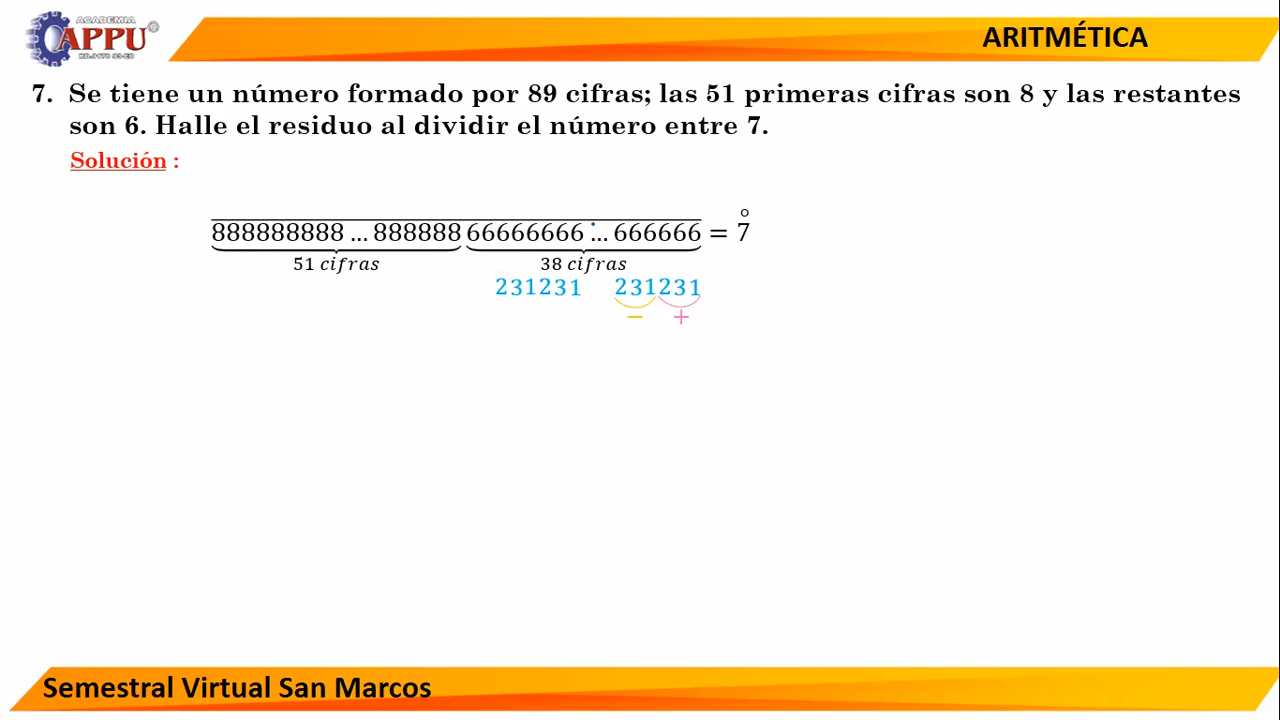 ACADEMIA
APPU
ARITMÉTICA
7. Se tiene un número formado por 89 cifras; las 51 primeras cifras son 8 y las restantes
son 6. Halle el residuo al dividir el número entre 7.
Solución :
888888888 ... 888888 66666666 ... 666666 = 7̊
51 cifras 38 cifras
231231 231231
− +
Semestral Virtual San Marcos